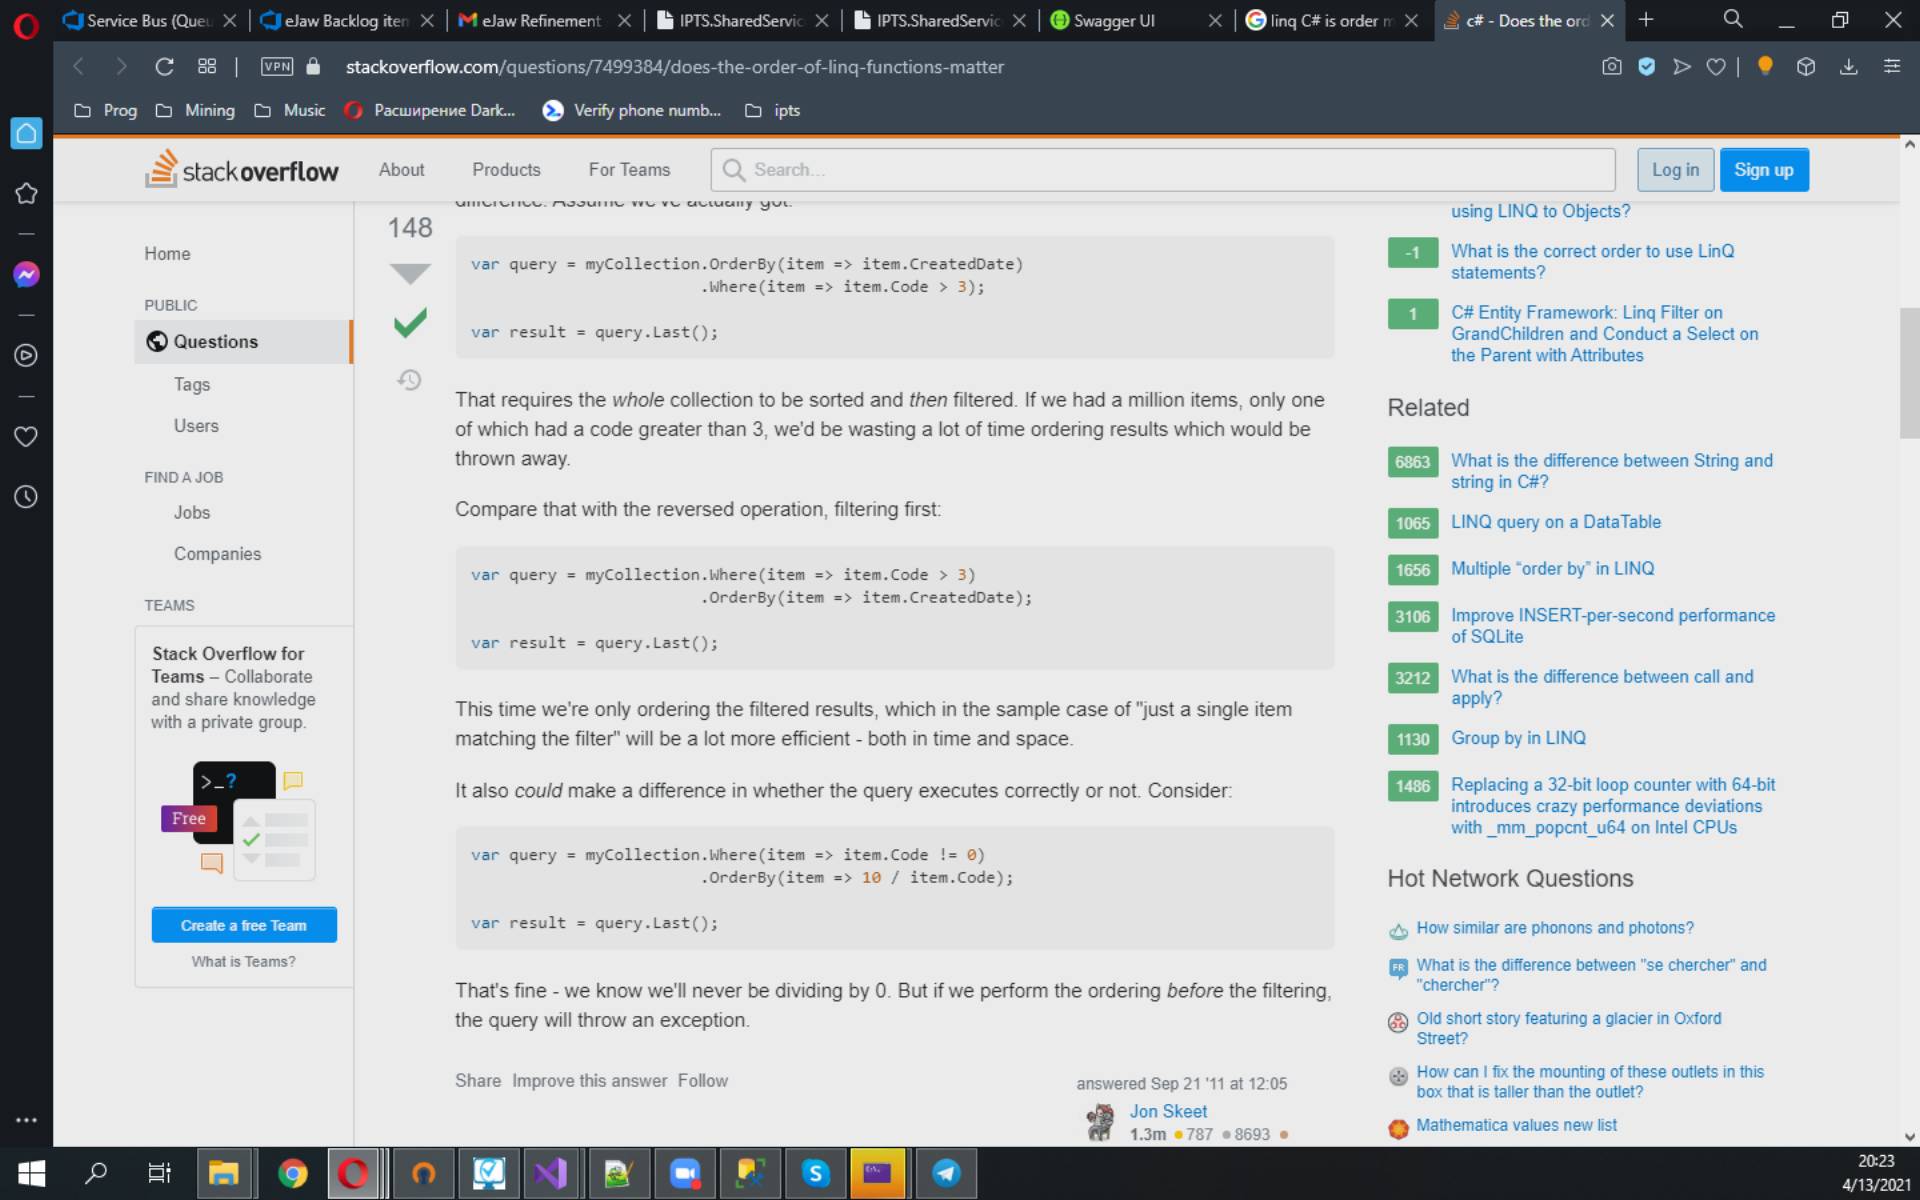 Service Bus (Queu
eJaw Backlog iten
eJaw Refinement
IPTS.SharedServic
IPTS.SharedServic
Swagger UI
linq C# is order m
c# - Does the ord
VPN
stackoverflow.com/questions/7499384/does-the-order-of-linq-functions-matter
Prog
Mining
Music
Расширение Dark...
Verify phone numb...
ipts
stackoverflow
About
Products
For Teams
Search...
Log in
Sign up
Home
PUBLIC
Questions
Tags
Users
FIND A JOB
Jobs
Companies
TEAMS
Stack Overflow for
Teams – Collaborate
and share knowledge
with a private group.
>_?
Free
Create a free Team
What is Teams?
148
difference. Assume we've actually got:
var query = myCollection.OrderBy(item => item.CreatedDate)
.Where(item => item.Code > 3);
var result = query.Last();
That requires the whole collection to be sorted and then filtered. If we had a million items, only one
of which had a code greater than 3, we'd be wasting a lot of time ordering results which would be
thrown away.
Compare that with the reversed operation, filtering first:
var query = myCollection.Where(item => item.Code > 3)
.OrderBy(item => item.CreatedDate);
var result = query.Last();
This time we're only ordering the filtered results, which in the sample case of "just a single item
matching the filter" will be a lot more efficient - both in time and space.
It also could make a difference in whether the query executes correctly or not. Consider:
var query = myCollection.Where(item => item.Code != 0)
.OrderBy(item => 10 / item.Code);
var result = query.Last();
That's fine - we know we'll never be dividing by 0. But if we perform the ordering before the filtering,
the query will throw an exception.
Share Improve this answer Follow
answered Sep 21 '11 at 12:05
Jon Skeet
1.3m 787 8693
using LINQ to Objects?
-1
What is the correct order to use LinQ
statements?
1
C# Entity Framework: Linq Filter on
GrandChildren and Conduct a Select on
the Parent with Attributes
Related
6863
What is the difference between String and
string in C#?
1065
LINQ query on a DataTable
1656
Multiple “order by” in LINQ
3106
Improve INSERT-per-second performance
of SQLite
3212
What is the difference between call and
apply?
1130
Group by in LINQ
1486
Replacing a 32-bit loop counter with 64-bit
introduces crazy performance deviations
with _mm_popcnt_u64 on Intel CPUs
Hot Network Questions
How similar are phonons and photons?
FR
What is the difference between "se chercher" and
"chercher"?
Old short story featuring a glacier in Oxford
Street?
How can I fix the mounting of these outlets in this
box that is taller than the outlet?
Mathematica values new list
20:23
4/13/2021